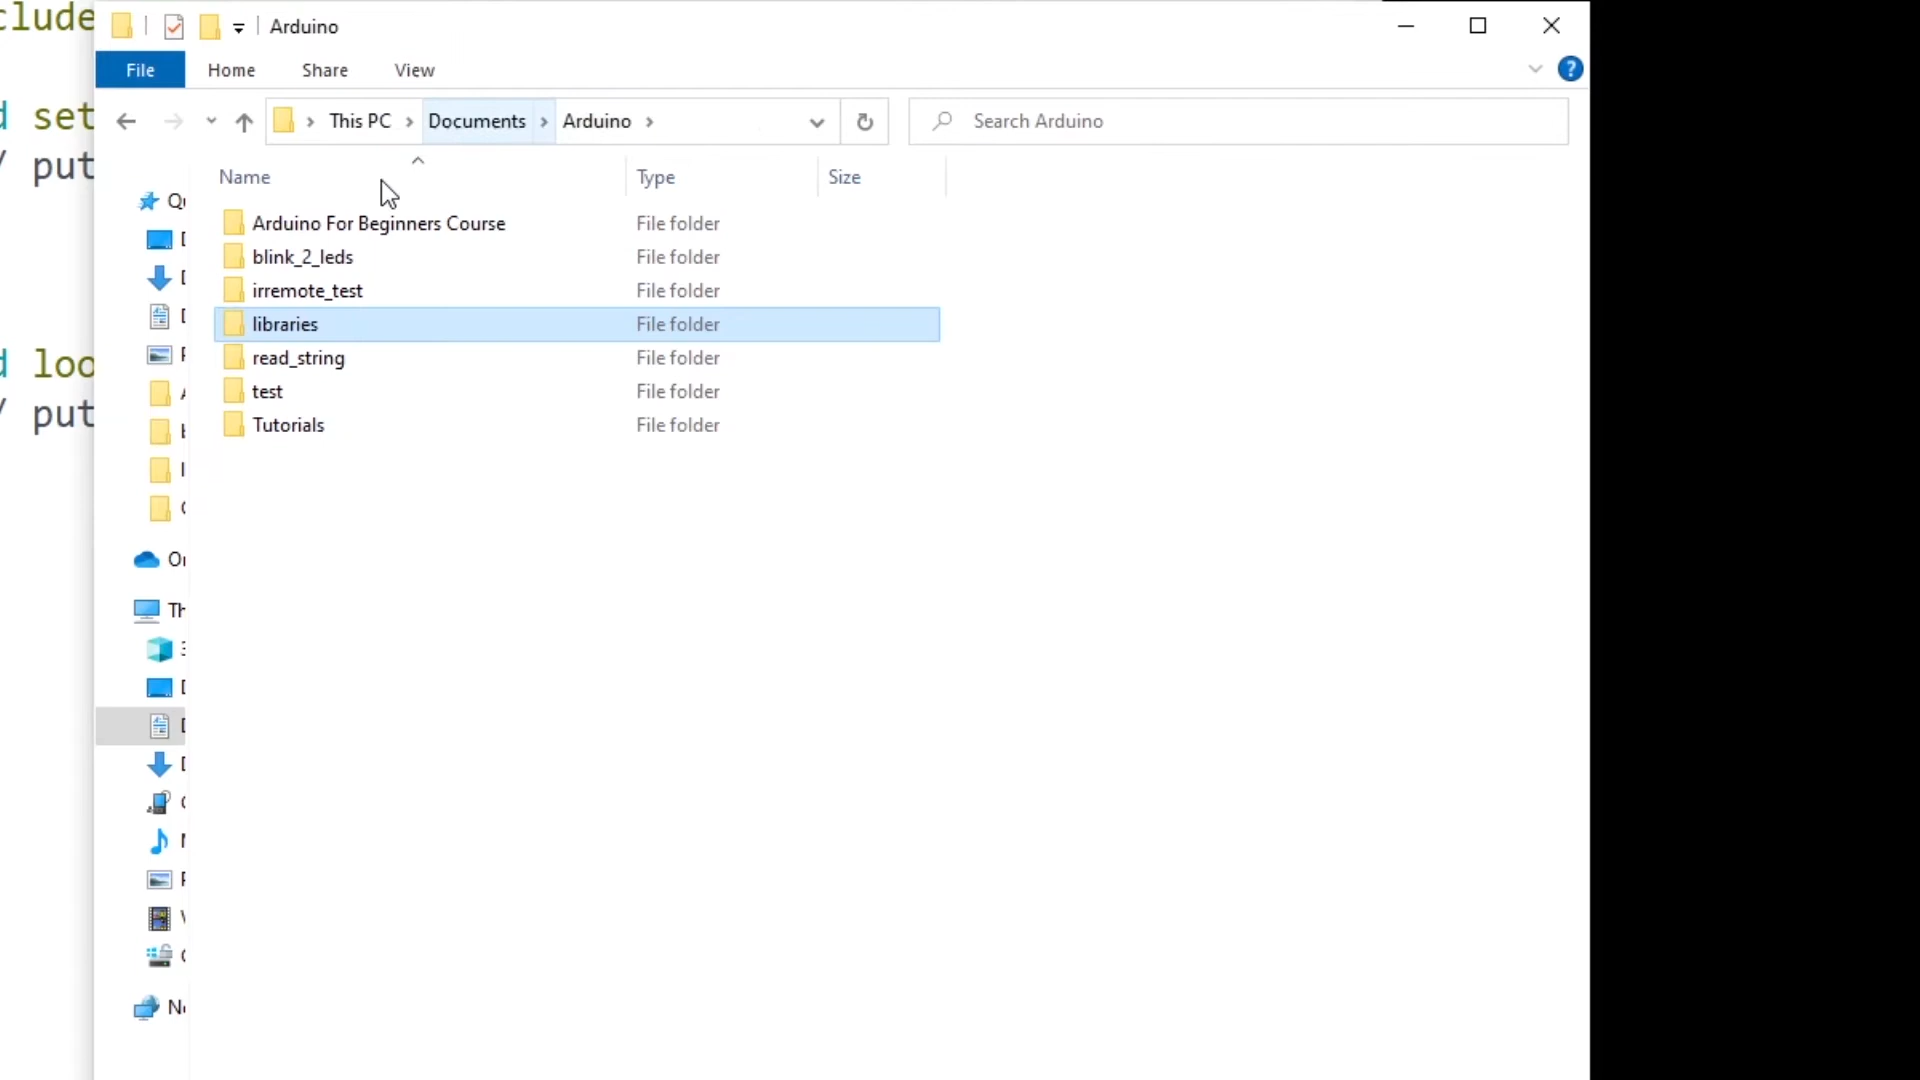 clude
Arduino
File Home Share View
This PC Documents Arduino
Search Arduino
set
put
Name Type Size
Arduino For Beginners Course File folder
blink_2_leds File folder
irremote_test File folder
libraries File folder
read_string File folder
test File folder
Tutorials File folder
loo
put